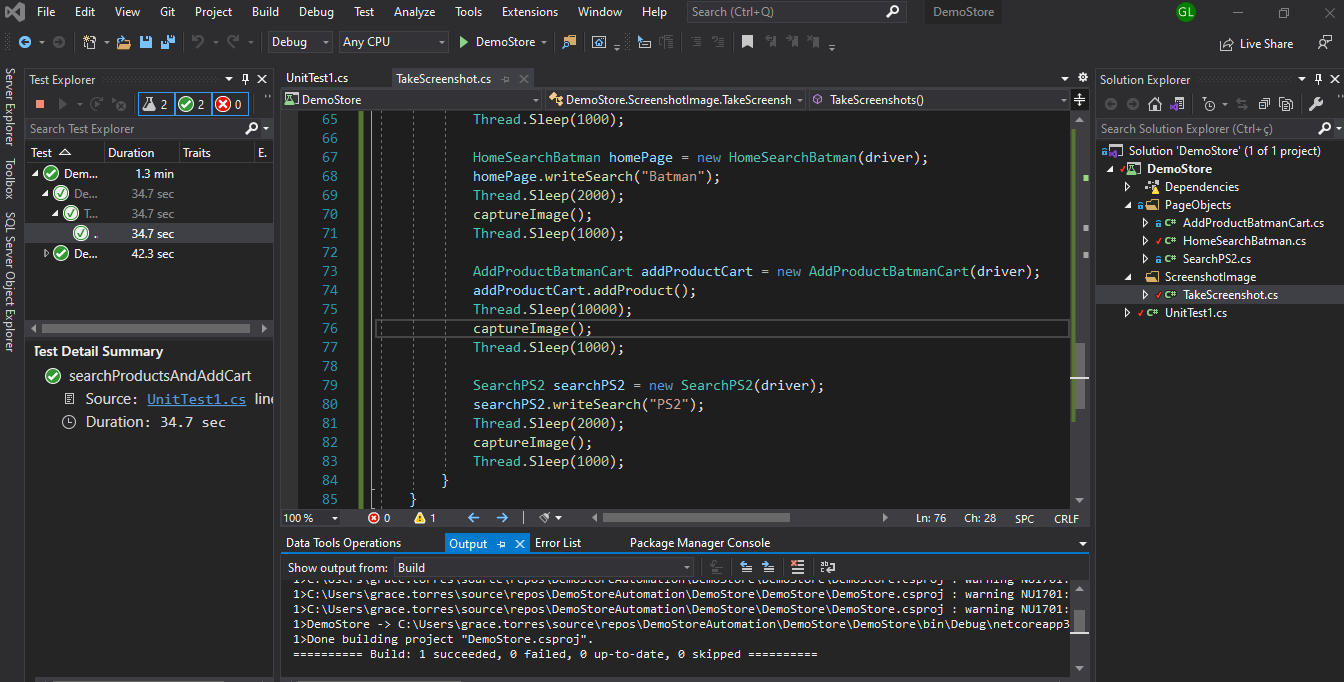 File Edit View Git Project Build Debug Test Analyze Tools Extensions Window Help Search (Ctrl+Q) DemoStore GL
Debug Any CPU DemoStore Live Share
Server Explorer
Toolbox
SQL Server Object Explorer
Test Explorer
2 2 0
Search Test Explorer
Test Duration Traits E.
Dem... 1.3 min
De... 34.7 sec
T... 34.7 sec
. 34.7 sec
De... 42.3 sec
Test Detail Summary
searchProductsAndAddCart
Source: UnitTest1.cs line
Duration: 34.7 sec
UnitTest1.cs TakeScreenshot.cs
DemoStore DemoStore.ScreenshotImage.TakeScreensh TakeScreenshots()
65 Thread.Sleep(1000);
66
67 HomeSearchBatman homePage = new HomeSearchBatman(driver);
68 homePage.writeSearch("Batman");
69 Thread.Sleep(2000);
70 captureImage();
71 Thread.Sleep(1000);
72
73 AddProductBatmanCart addProductCart = new AddProductBatmanCart(driver);
74 addProductCart.addProduct();
75 Thread.Sleep(10000);
76 captureImage();
77 Thread.Sleep(1000);
78
79 SearchPS2 searchPS2 = new SearchPS2(driver);
80 searchPS2.writeSearch("PS2");
81 Thread.Sleep(2000);
82 captureImage();
83 Thread.Sleep(1000);
84 }
85 }
100 % 0 1 Ln: 76 Ch: 28 SPC CRLF
Data Tools Operations Output Error List Package Manager Console
Show output from: Build
1>C:\Users\grace.torres\source\repos\DemoStoreAutomation\DemoStore\DemoStore\DemoStore.csproj : warning NU1701:
1>C:\Users\grace.torres\source\repos\DemoStoreAutomation\DemoStore\DemoStore\DemoStore.csproj : warning NU1701:
1>C:\Users\grace.torres\source\repos\DemoStoreAutomation\DemoStore\DemoStore\DemoStore.csproj : warning NU1701:
1>DemoStore -> C:\Users\grace.torres\source\repos\DemoStoreAutomation\DemoStore\DemoStore\bin\Debug\netcoreapp3
1>Done building project "DemoStore.csproj".
========== Build: 1 succeeded, 0 failed, 0 up-to-date, 0 skipped ==========
Solution Explorer
Search Solution Explorer (Ctrl+ç)
Solution 'DemoStore' (1 of 1 project)
DemoStore
Dependencies
PageObjects
C# AddProductBatmanCart.cs
C# HomeSearchBatman.cs
C# SearchPS2.cs
ScreenshotImage
C# TakeScreenshot.cs
C# UnitTest1.cs